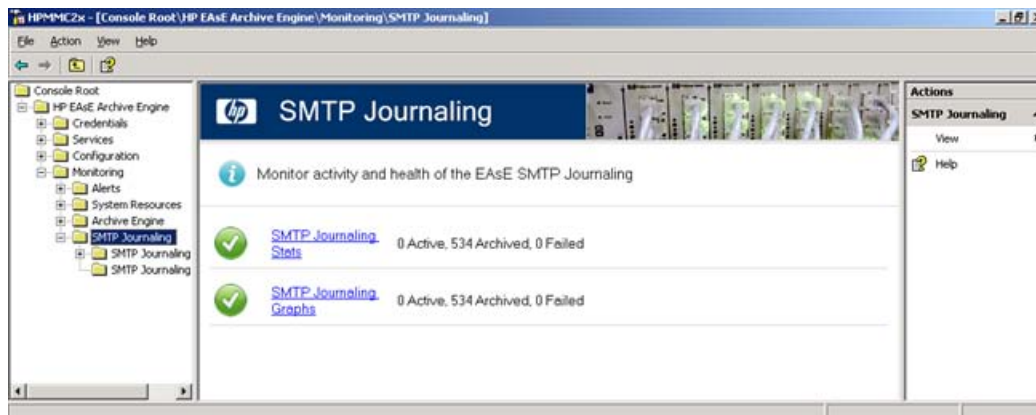 HPMMC2x - [Console Root\HP EAsE Archive Engine\Monitoring\SMTP Journaling]
File Action View Help
Console Root
HP EAsE Archive Engine
Credentials
Services
Configuration
Monitoring
Alerts
System Resources
Archive Engine
SMTP Journaling
SMTP Journaling
SMTP Journaling
hp SMTP Journaling
i Monitor activity and health of the EAsE SMTP Journaling
SMTP Journaling Stats
0 Active, 534 Archived, 0 Failed
SMTP Journaling Graphs
0 Active, 534 Archived, 0 Failed
Actions
SMTP Journaling
View
Help